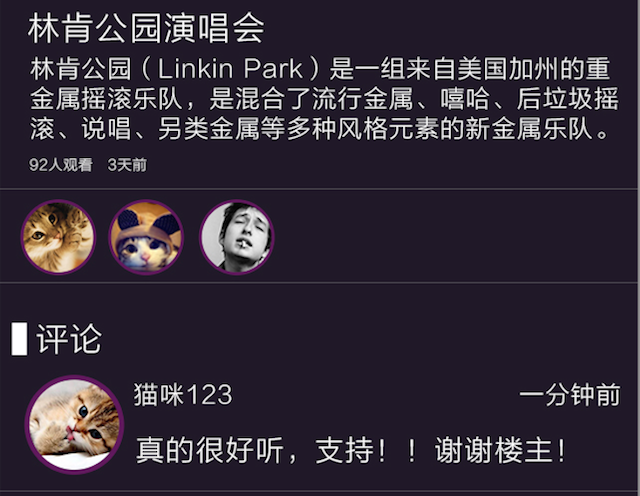 林肯公园演唱会
林肯公园（Linkin Park）是一组来自美国加州的重
金属摇滚乐队，是混合了流行金属、嘻哈、后垃圾摇
滚、说唱、另类金属等多种风格元素的新金属乐队。
92人观看 3天前
评论
猫咪123 一分钟前
真的很好听，支持！！谢谢楼主！